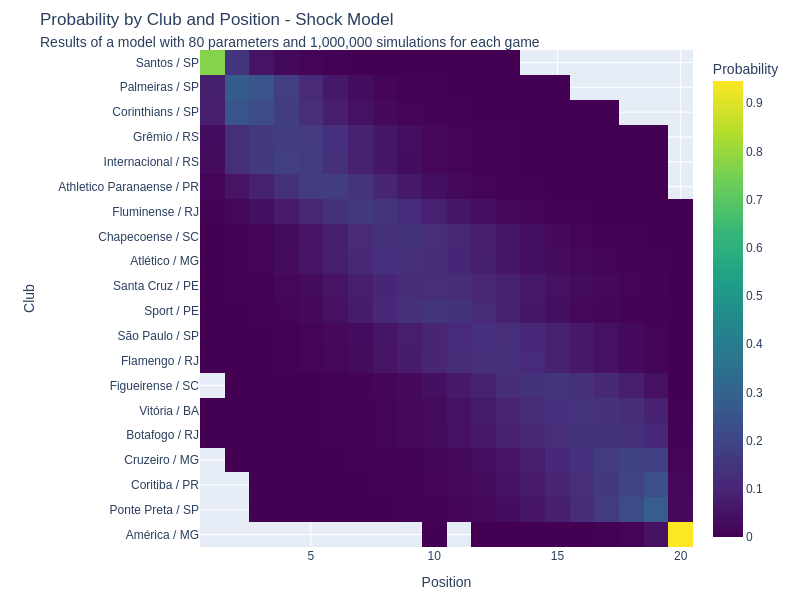 Probability by Club and Position - Shock Model
Results of a model with 80 parameters and 1,000,000 simulations for each game
Probability
Club
Santos / SP
Palmeiras / SP
Corinthians / SP
Grêmio / RS
Internacional / RS
Athletico Paranaense / PR
Fluminense / RJ
Chapecoense / SC
Atlético / MG
Santa Cruz / PE
Sport / PE
São Paulo / SP
Flamengo / RJ
Figueirense / SC
Vitória / BA
Botafogo / RJ
Cruzeiro / MG
Coritiba / PR
Ponte Preta / SP
América / MG
0.9
0.8
0.7
0.6
0.5
0.4
0.3
0.2
0.1
0
5 10 15 20
Position